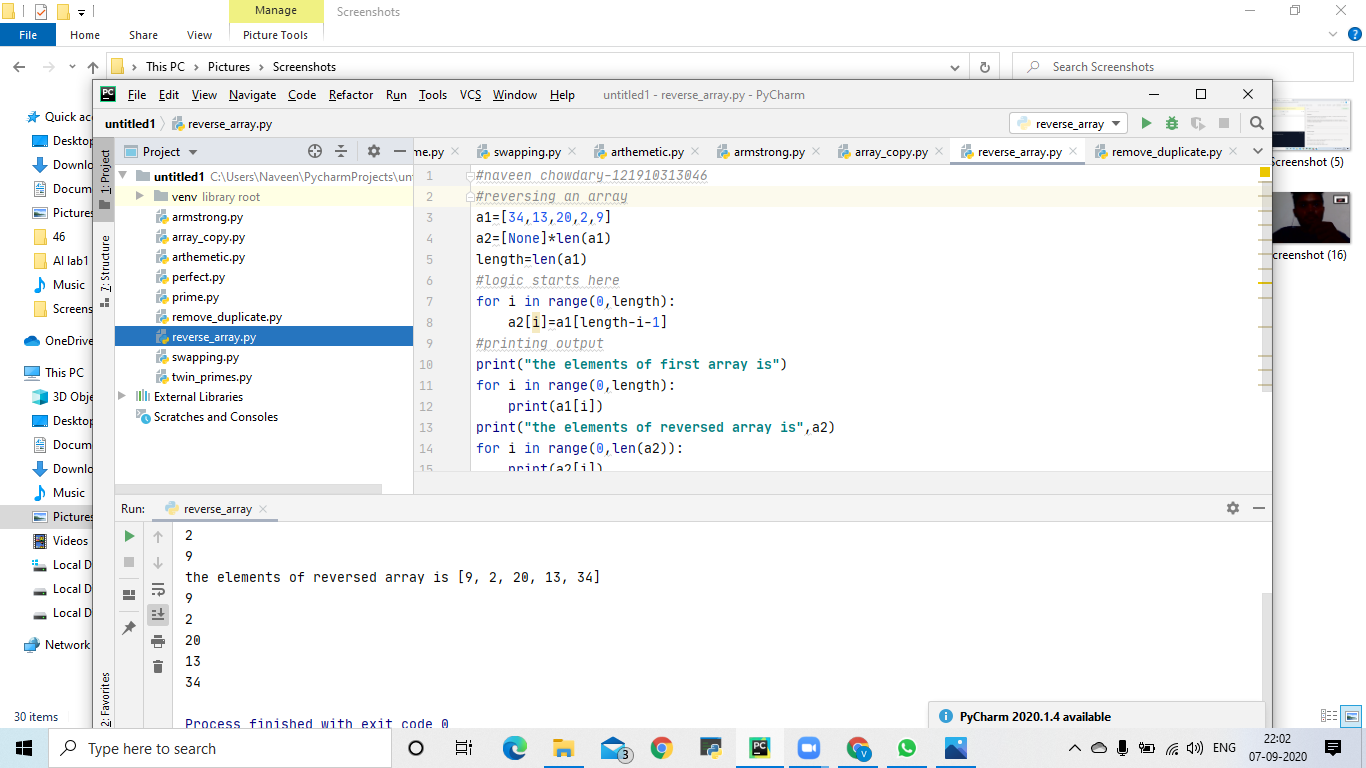 Manage
Screenshots
File
Home
Share
View
Picture Tools
This PC
Pictures
Screenshots
Search Screenshots
File Edit View Navigate Code Refactor Run Tools VCS Window Help untitled1 - reverse_array.py - PyCharm
untitled1 reverse_array.py
reverse_array
Project
me.py
swapping.py
arthemetic.py
armstrong.py
array_copy.py
reverse_array.py
remove_duplicate.py
Quick ac
Desktop
Downlo
Docum
Pictures
46
AI lab1
Music
Screens
OneDrive
This PC
3D Obje
Desktop
Docum
Downlo
Music
Pictures
Videos
Local D
Local D
Local D
Network
30 items
1: Project
7: Structure
2: Favorites
untitled1 C:\Users\Naveen\PycharmProjects\un
venv library root
armstrong.py
array_copy.py
arthemetic.py
perfect.py
prime.py
remove_duplicate.py
reverse_array.py
swapping.py
twin_primes.py
External Libraries
Scratches and Consoles
1 #naveen chowdary-121910313046
2 #reversing an array
3 a1=[34,13,20,2,9]
4 a2=[None]*len(a1)
5 length=len(a1)
6 #logic starts here
7 for i in range(0,length):
8 a2[i]=a1[length-i-1]
9 #printing output
10 print("the elements of first array is")
11 for i in range(0,length):
12 print(a1[i])
13 print("the elements of reversed array is",a2)
14 for i in range(0,len(a2)):
15 print(a2[i])
Screenshot (5)
creenshot (16)
Run: reverse_array
2
9
the elements of reversed array is [9, 2, 20, 13, 34]
9
2
20
13
34
Process finished with exit code 0
PyCharm 2020.1.4 available
Type here to search
3
V
ENG
22:02
07-09-2020